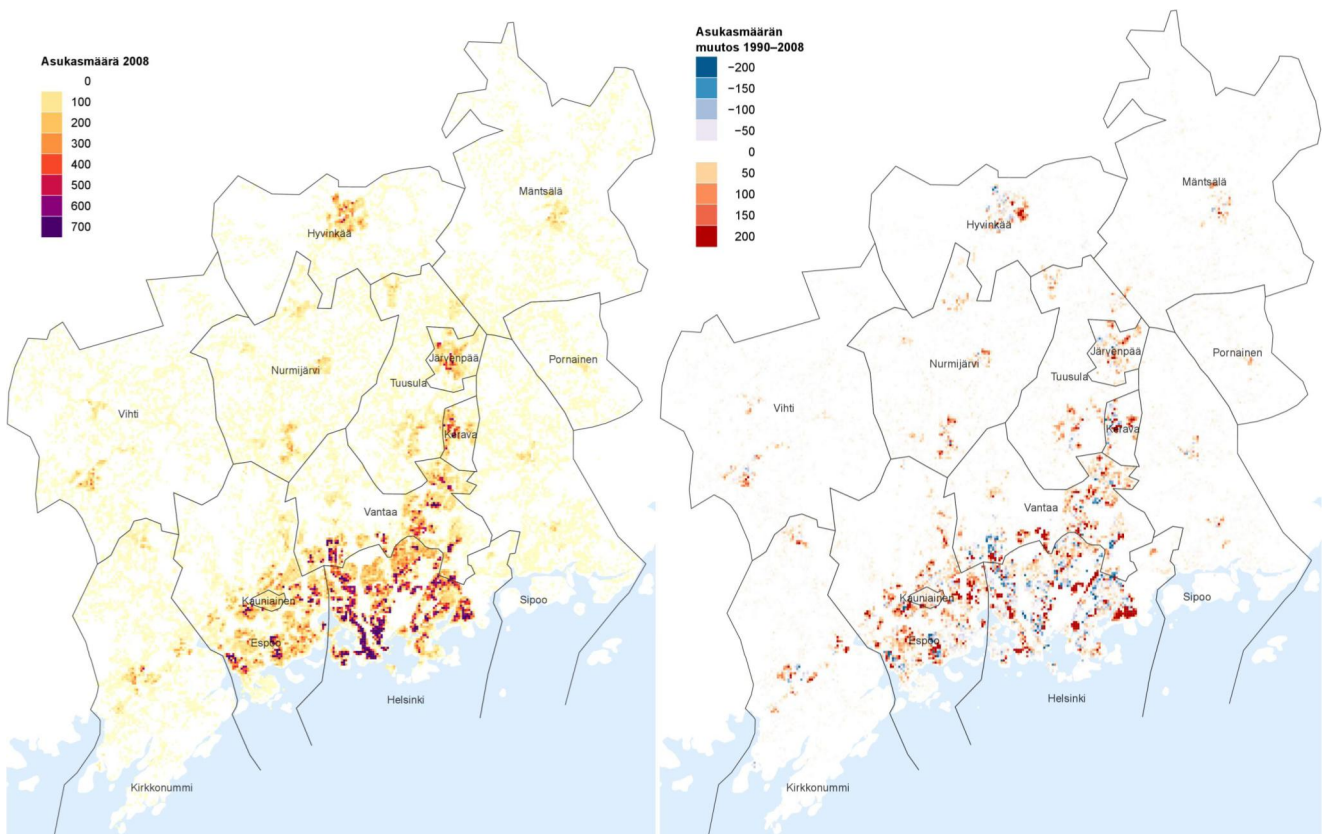 Asukasmäärä 2008
0
100
200
300
400
500
600
700
Mäntsälä
Hyvinkää
Järvenpää
Pornainen
Nurmijärvi
Tuusula
Vihti
Kerava
Vantaa
Kauniainen
Sipoo
Espoo
Helsinki
Kirkkonummi
Asukasmäärän
muutos 1990–2008
−200
−150
−100
−50
0
50
100
150
200
Mäntsälä
Hyvinkää
Järvenpää
Pornainen
Nurmijärvi
Tuusula
Vihti
Kerava
Vantaa
Kauniainen
Sipoo
Espoo
Helsinki
Kirkkonummi